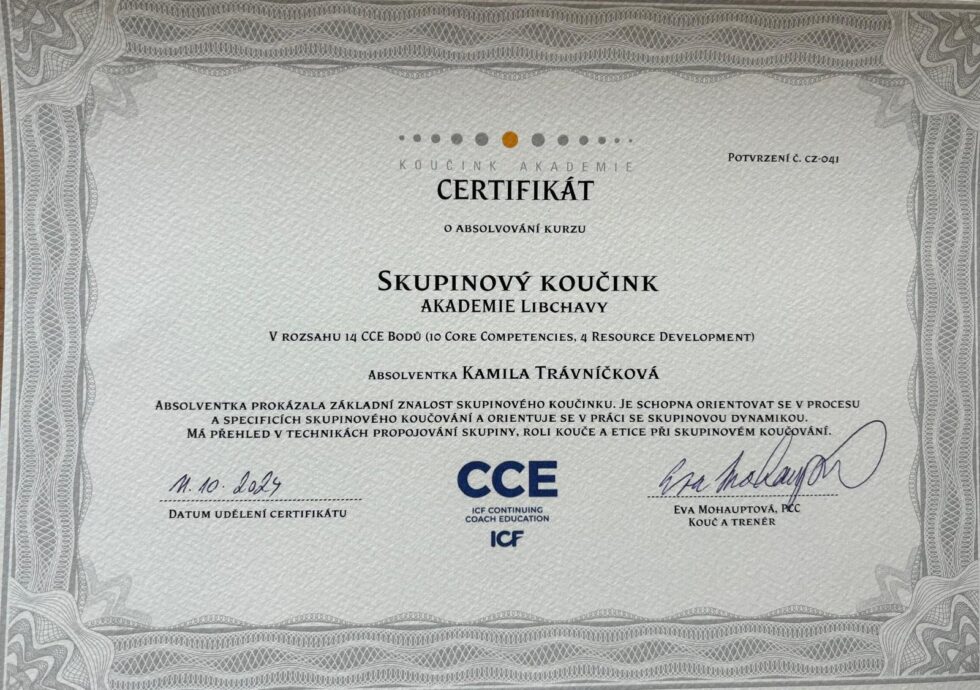 KOUČINK AKADEMIE
Potvrzení č. CZ-041
CERTIFIKÁT
O ABSOLVOVÁNÍ KURZU
SKUPINOVÝ KOUČINK
AKADEMIE LIBCHAVY
V ROZSAHU 14 CCE BODŮ (10 CORE COMPETENCIES, 4 RESOURCE DEVELOPMENT)
ABSOLVENTKA KAMILA TRÁVNÍČKOVÁ
ABSOLVENTKA PROKÁZALA ZÁKLADNÍ ZNALOST SKUPINOVÉHO KOUČINKU. JE SCHOPNA ORIENTOVAT SE V PROCESU
A SPECIFICÍCH SKUPINOVÉHO KOUČOVÁNÍ A ORIENTUJE SE V PRÁCI SE SKUPINOVOU DYNAMIKOU.
MÁ PŘEHLED V TECHNIKÁCH PROPOJOVÁNÍ SKUPINY, ROLI KOUČE A ETICE PŘI SKUPINOVÉM KOUČOVÁNÍ.
11. 10. 2024
DATUM UDĚLENÍ CERTIFIKÁTU
CCE
ICF CONTINUING
COACH EDUCATION
ICF
Eva Mohauptová
EVA MOHAUPTOVÁ, PCC
KOUČ A TRENÉR